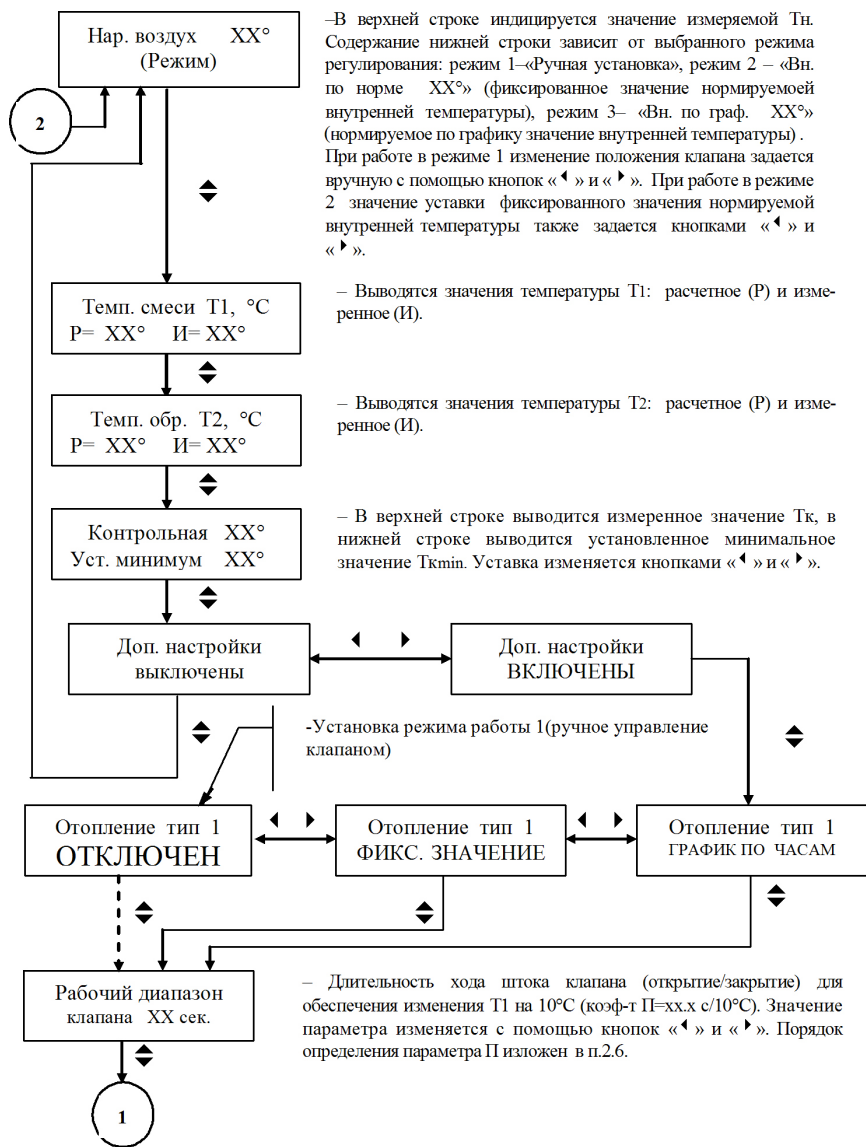 Нар. воздух XX°
(Режим)
–В верхней строке индицируется значение измеряемой Тн.
Содержание нижней строки зависит от выбранного режима
регулирования: режим 1–«Ручная установка», режим 2 – «Вн.
по норме XX°» (фиксированное значение нормируемоей
внутренней температуры), режим 3– «Вн. по граф. XX°»
(нормируемое по графику значение внутренней температуры) .
При работе в режиме 1 изменение положения клапана задается
вручную с помощью кнопок «◄» и «►». При работе в режиме
2 значение уставки фиксированного значения нормируемой
внутренней температуры также задается кнопками «◄» и
«►».
2
Темп. смеси Т1, °С
Р= XX° И= XX°
– Выводятся значения температуры Т1: расчетное (Р) и изме-
ренное (И).
Темп. обр. Т2, °С
Р= XX° И= XX°
– Выводятся значения температуры Т2: расчетное (Р) и изме-
ренное (И).
Контрольная XX°
Уст. минимум XX°
– В верхней строке выводится измеренное значение Тк, в
нижней строке выводится установленное минимальное
значение Ткmin. Уставка изменяется кнопками «◄» и «►».
Доп. настройки
выключены
Доп. настройки
ВКЛЮЧЕНЫ
-Установка режима работы 1(ручное управление
клапаном)
Отопление тип 1
ОТКЛЮЧЕН
Отопление тип 1
ФИКС. ЗНАЧЕНИЕ
Отопление тип 1
ГРАФИК ПО ЧАСАМ
Рабочий диапазон
клапана XX сек.
– Длительность хода штока клапана (открытие/закрытие) для
обеспечения изменения Т1 на 10°С (коэф-т П=xx.x с/10°С). Значение
параметра изменяется с помощью кнопок «◄» и «►». Порядок
определения параметра П изложен в п.2.6.
1